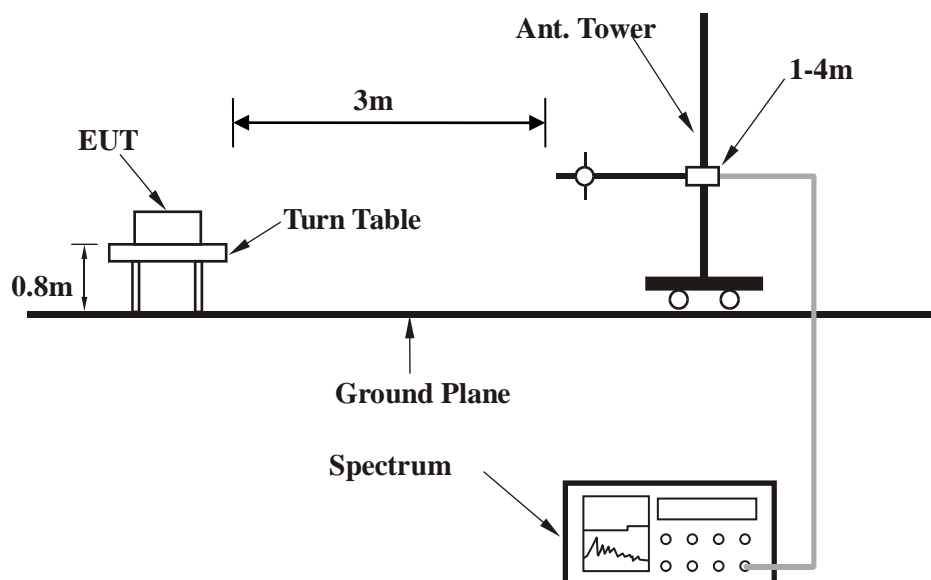 Ant. Tower
1-4m
3m
EUT
Turn Table
0.8m
Ground Plane
Spectrum